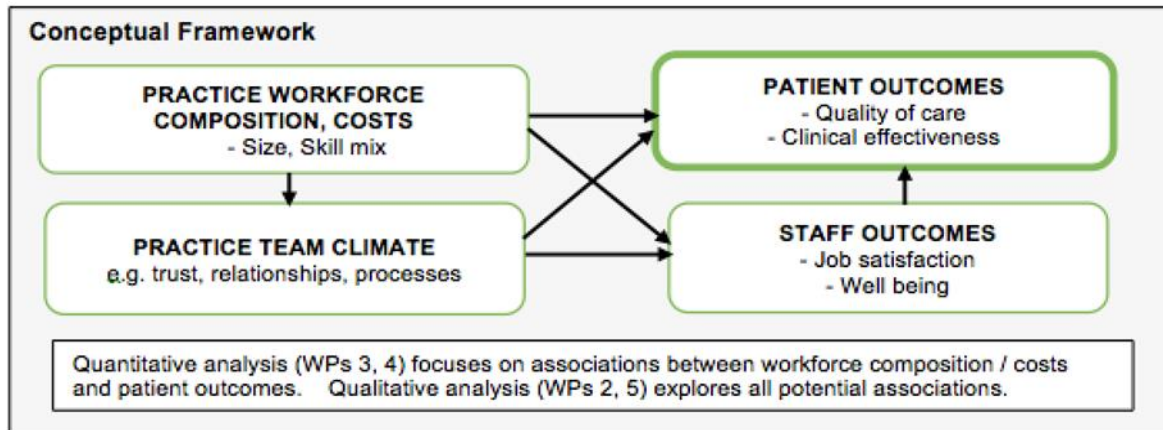 Conceptual Framework
PRACTICE WORKFORCE
COMPOSITION, COSTS
- Size, Skill mix
PATIENT OUTCOMES
- Quality of care
- Clinical effectiveness
PRACTICE TEAM CLIMATE
e.g. trust, relationships, processes
STAFF OUTCOMES
- Job satisfaction
- Well being
Quantitative analysis (WPs 3, 4) focuses on associations between workforce composition / costs
and patient outcomes. Qualitative analysis (WPs 2, 5) explores all potential associations.